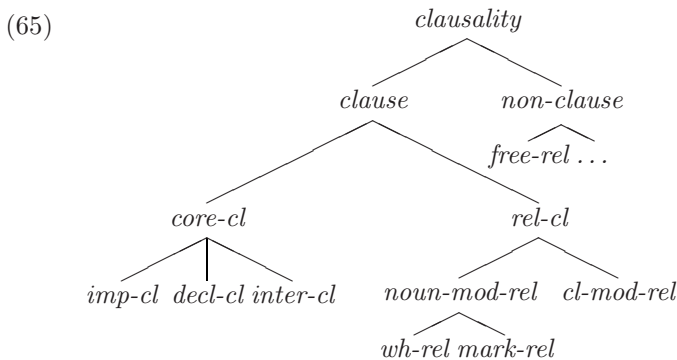 (65)
clausality
clause non-clause
free-rel ...
core-cl rel-cl
imp-cl decl-cl inter-cl noun-mod-rel cl-mod-rel
wh-rel mark-rel